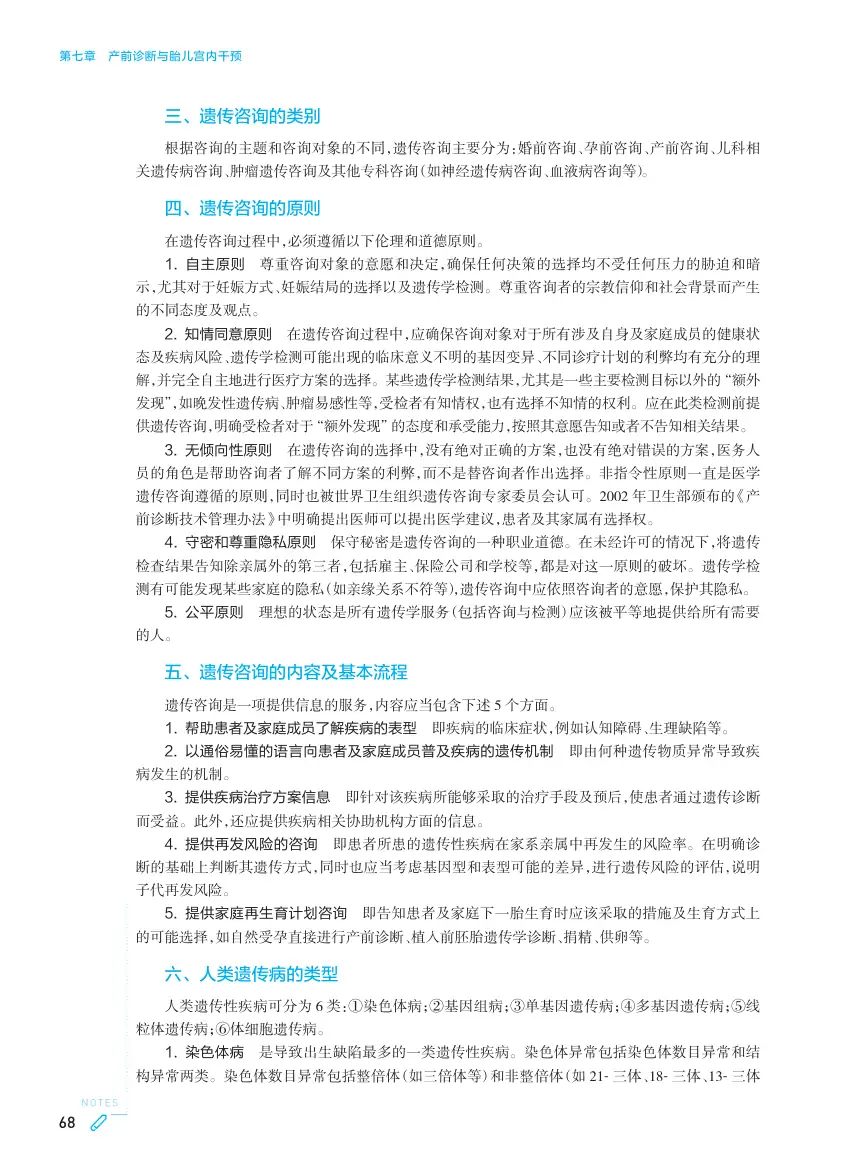 第七章 产前诊断与胎儿宫内干预
三、遗传咨询的类别
根据咨询的主题和咨询对象的不同,遗传咨询主要分为:婚前咨询、孕前咨询、产前咨询、儿科相
关遗传病咨询、肿瘤遗传咨询及其他专科咨询(如神经遗传病咨询、血液病咨询等)。
四、遗传咨询的原则
在遗传咨询过程中,必须遵循以下伦理和道德原则。
1. 自主原则 尊重咨询对象的意愿和决定,确保任何决策的选择均不受任何压力的胁迫和暗
示,尤其对于妊娠方式、妊娠结局的选择以及遗传学检测。尊重咨询者的宗教信仰和社会背景而产生
的不同态度及观点。
2. 知情同意原则 在遗传咨询过程中,应确保咨询对象对于所有涉及自身及家庭成员的健康状
态及疾病风险、遗传学检测可能出现的临床意义不明的基因变异、不同诊疗计划的利弊均有充分的理
解,并完全自主地进行医疗方案的选择。某些遗传学检测结果,尤其是一些主要检测目标以外的“额外
发现”,如晚发性遗传病、肿瘤易感性等,受检者有知情权,也有选择不知情的权利。应在此类检测前提
供遗传咨询,明确受检者对于“额外发现”的态度和承受能力,按照其意愿告知或者不告知相关结果。
3. 无倾向性原则 在遗传咨询的选择中,没有绝对正确的方案,也没有绝对错误的方案,医务人
员的角色是帮助咨询者了解不同方案的利弊,而不是替咨询者作出选择。非指令性原则一直是医学
遗传咨询遵循的原则,同时也被世界卫生组织遗传咨询专家委员会认可。2002 年卫生部颁布的《产
前诊断技术管理办法》中明确提出医师可以提出医学建议,患者及其家属有选择权。
4. 守密和尊重隐私原则 保守秘密是遗传咨询的一种职业道德。在未经许可的情况下,将遗传
检查结果告知除亲属外的第三者,包括雇主、保险公司和学校等,都是对这一原则的破坏。遗传学检
测有可能发现某些家庭的隐私(如亲缘关系不符等),遗传咨询中应依照咨询者的意愿,保护其隐私。
5. 公平原则 理想的状态是所有遗传学服务(包括咨询与检测)应该被平等地提供给所有需要
的人。
五、遗传咨询的内容及基本流程
遗传咨询是一项提供信息的服务,内容应当包含下述 5 个方面。
1. 帮助患者及家庭成员了解疾病的表型 即疾病的临床症状,例如认知障碍、生理缺陷等。
2. 以通俗易懂的语言向患者及家庭成员普及疾病的遗传机制 即由何种遗传物质异常导致疾
病发生的机制。
3. 提供疾病治疗方案信息 即针对该疾病所能够采取的治疗手段及预后,使患者通过遗传诊断
而受益。此外,还应提供疾病相关协助机构方面的信息。
4. 提供再发风险的咨询 即患者所患的遗传性疾病在家系亲属中再发生的风险率。在明确诊
断的基础上判断其遗传方式,同时也应当考虑基因型和表型可能的差异,进行遗传风险的评估,说明
子代再发风险。
5. 提供家庭再生育计划咨询 即告知患者及家庭下一胎生育时应该采取的措施及生育方式上
的可能选择,如自然受孕直接进行产前诊断、植入前胚胎遗传学诊断、捐精、供卵等。
六、人类遗传病的类型
人类遗传性疾病可分为 6 类:①染色体病;②基因组病;③单基因遗传病;④多基因遗传病;⑤线
粒体遗传病;⑥体细胞遗传病。
1. 染色体病 是导致出生缺陷最多的一类遗传性疾病。染色体异常包括染色体数目异常和结
构异常两类。染色体数目异常包括整倍体(如三倍体等)和非整倍体(如 21- 三体、18- 三体、13- 三体
NOTES
68